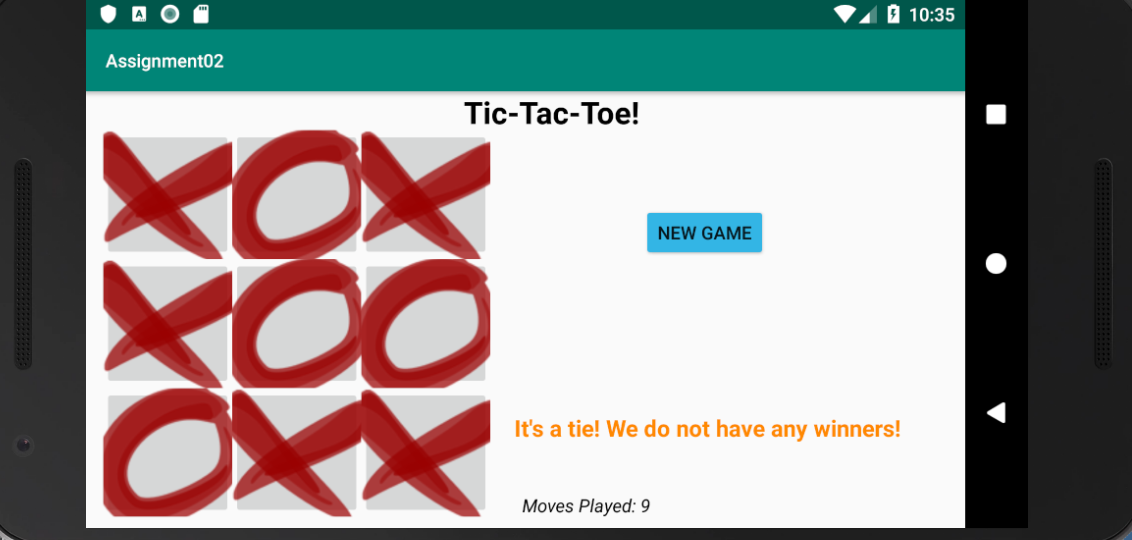 10:35
Assignment02
Tic-Tac-Toe!
X O X
NEW GAME
X O O
It's a tie! We do not have any winners!
O X X
Moves Played: 9